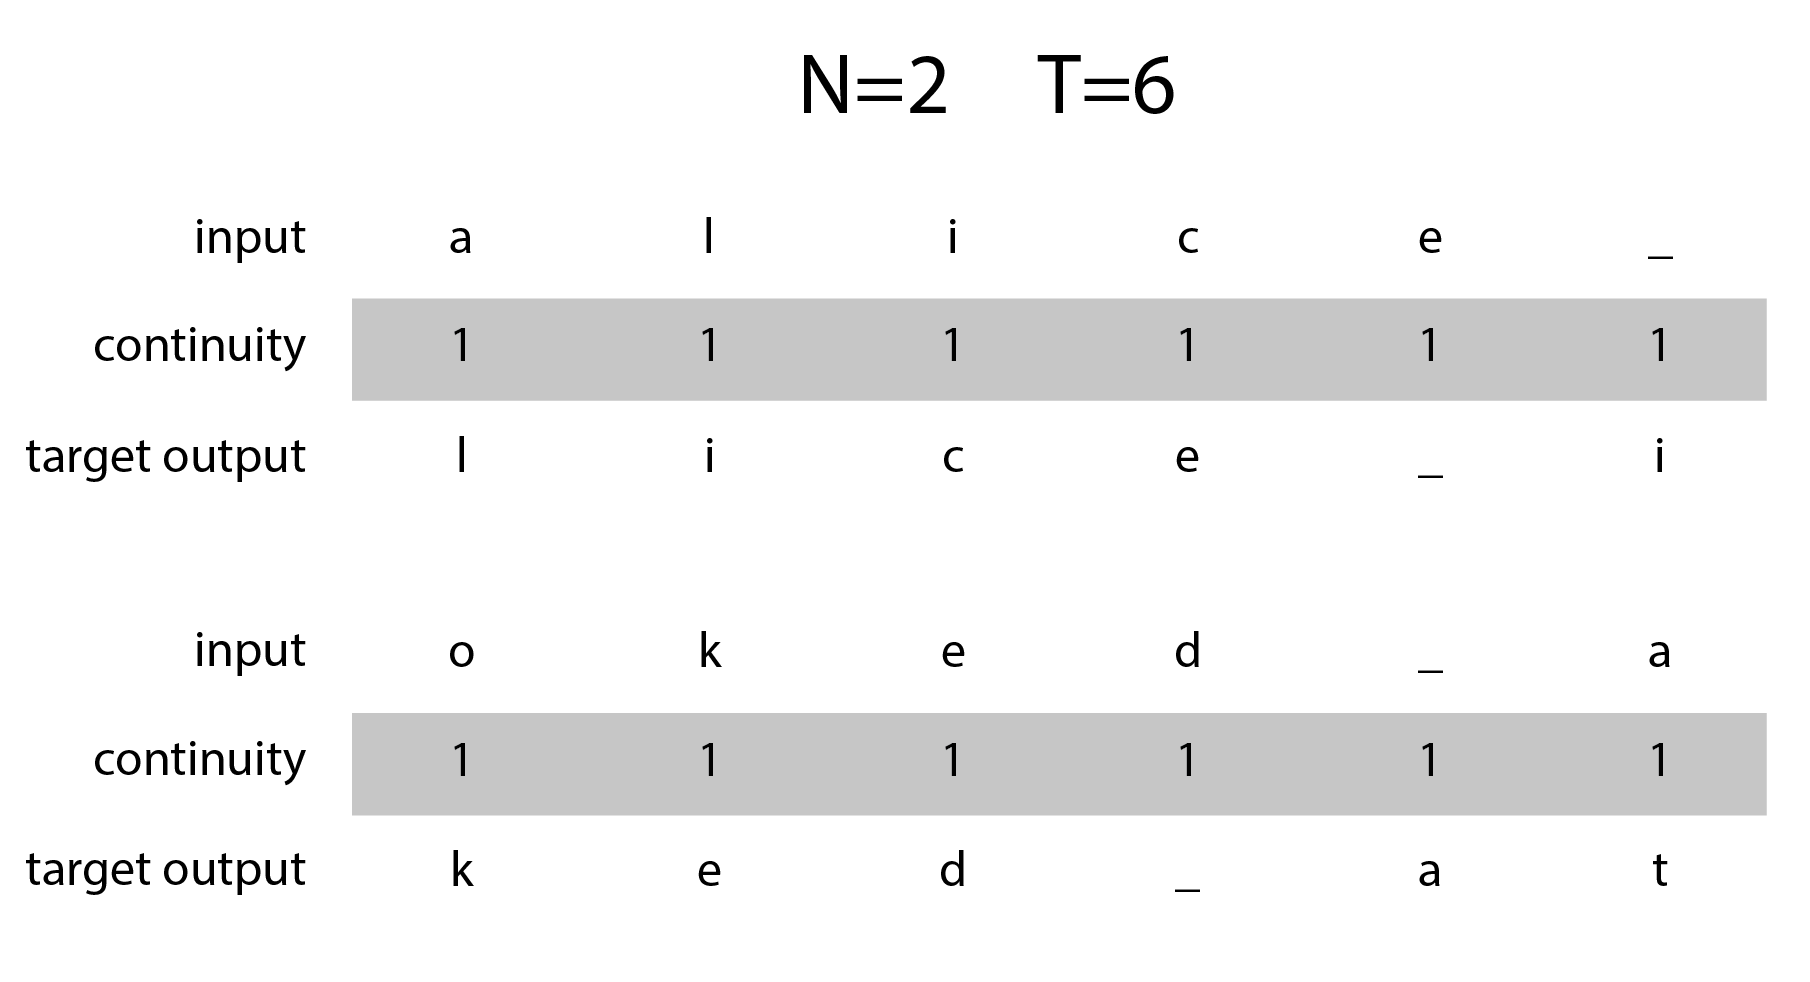 N=2 T=6
input a l i c e _
continuity 1 1 1 1 1 1
target output l i c e _ i
input o k e d _ a
continuity 1 1 1 1 1 1
target output k e d _ a t